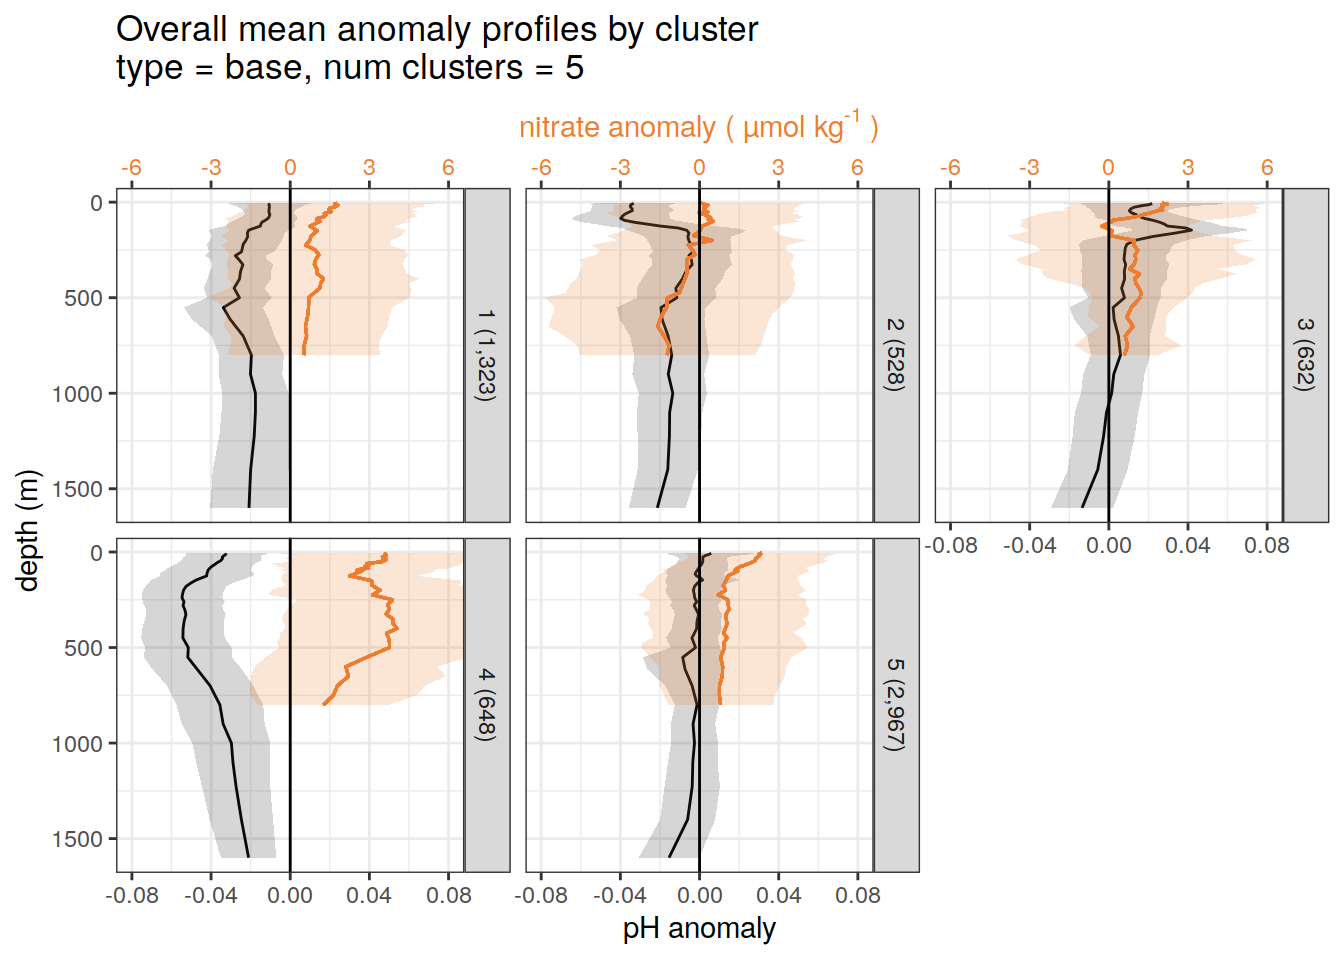 Overall mean anomaly profiles by cluster
type = base, num clusters = 5
nitrate anomaly ( µmol kg-1 )
-6 -3 0 3 6 -6 -3 0 3 6 -6 -3 0 3 6
0
500
1000
1500
1 (1,323)
2 (528)
3 (632)
-0.08 -0.04 0.00 0.04 0.08
depth (m)
0
500
1000
1500
4 (648)
5 (2,967)
-0.08 -0.04 0.00 0.04 0.08 -0.08 -0.04 0.00 0.04 0.08
pH anomaly